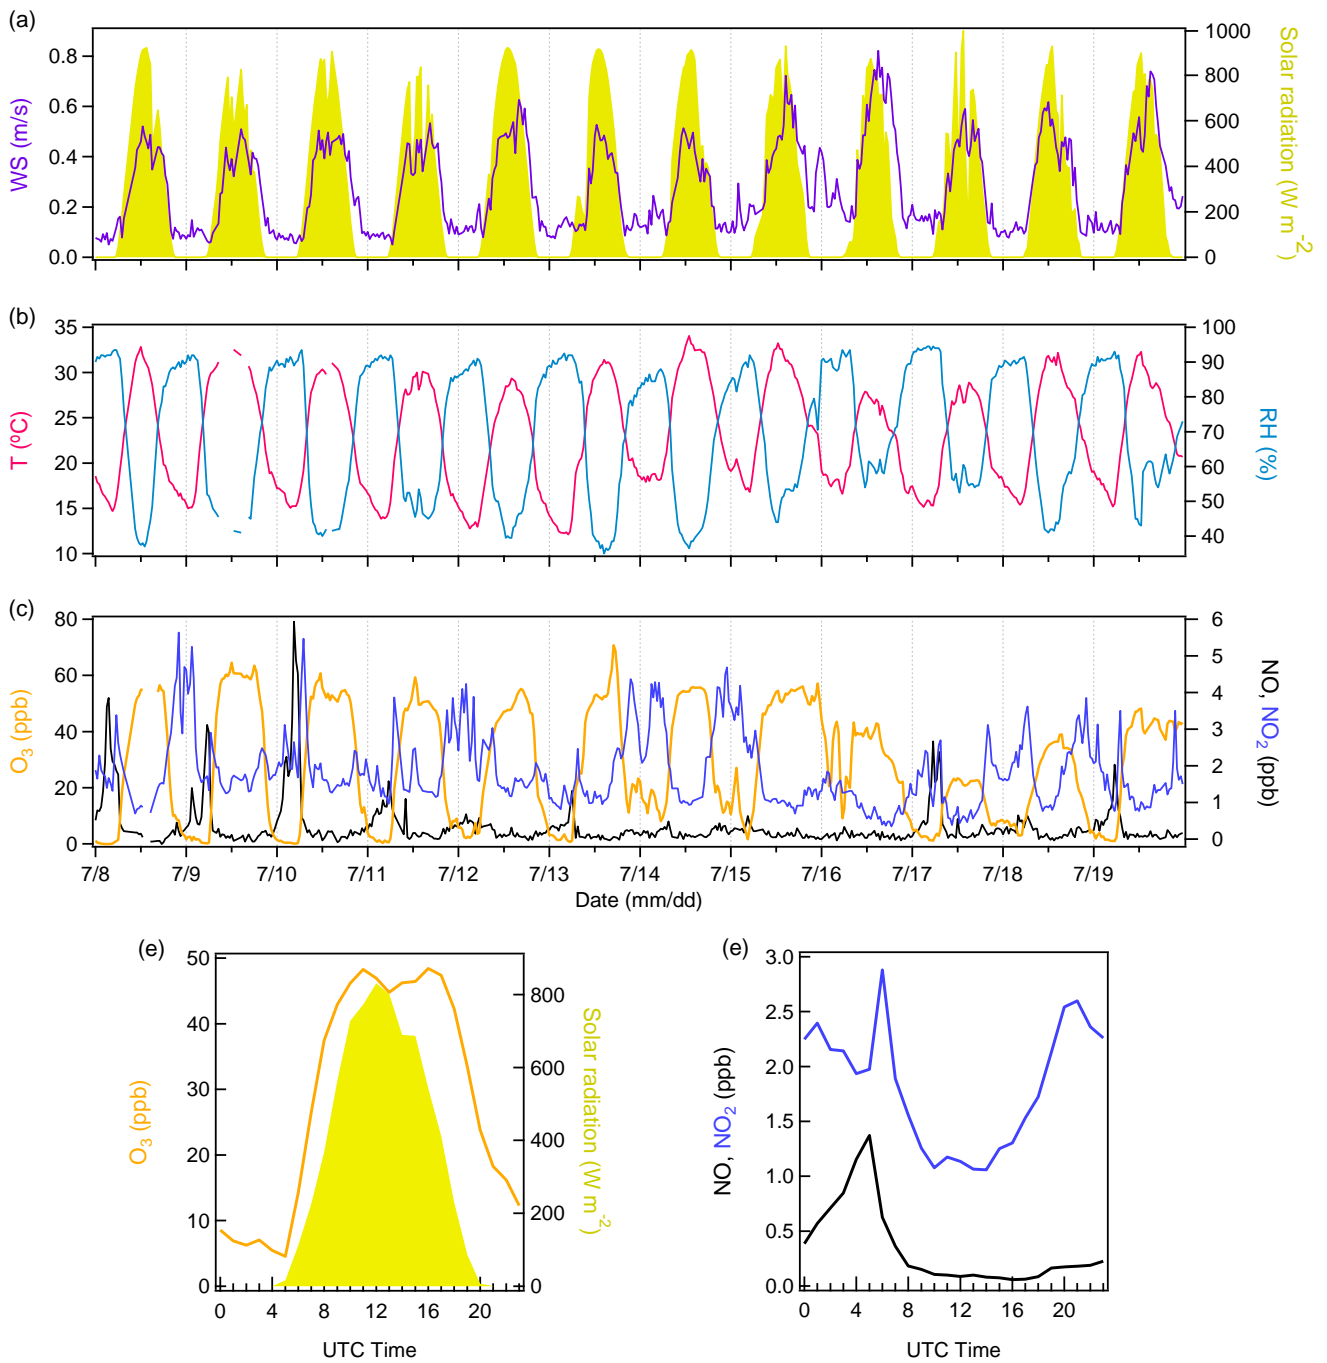 (a)
WS (m/s)
0.8
0.6
0.4
0.2
0.0
1000
800
600
400
200
0
Solar radiation (W m⁻²)
(b)
T (ºC)
35
30
25
20
15
10
100
90
80
70
60
50
40
RH (%)
(c)
O₃ (ppb)
80
60
40
20
0
6
5
4
3
2
1
0
NO, NO₂ (ppb)
7/8 7/9 7/10 7/11 7/12 7/13 7/14 7/15 7/16 7/17 7/18 7/19
Date (mm/dd)
(e)
O₃ (ppb)
50
40
30
20
10
0
800
600
400
200
0
Solar radiation (W m⁻²)
0 4 8 12 16 20
UTC Time
(e)
NO, NO₂ (ppb)
3.0
2.5
2.0
1.5
1.0
0.5
0.0
0 4 8 12 16 20
UTC Time